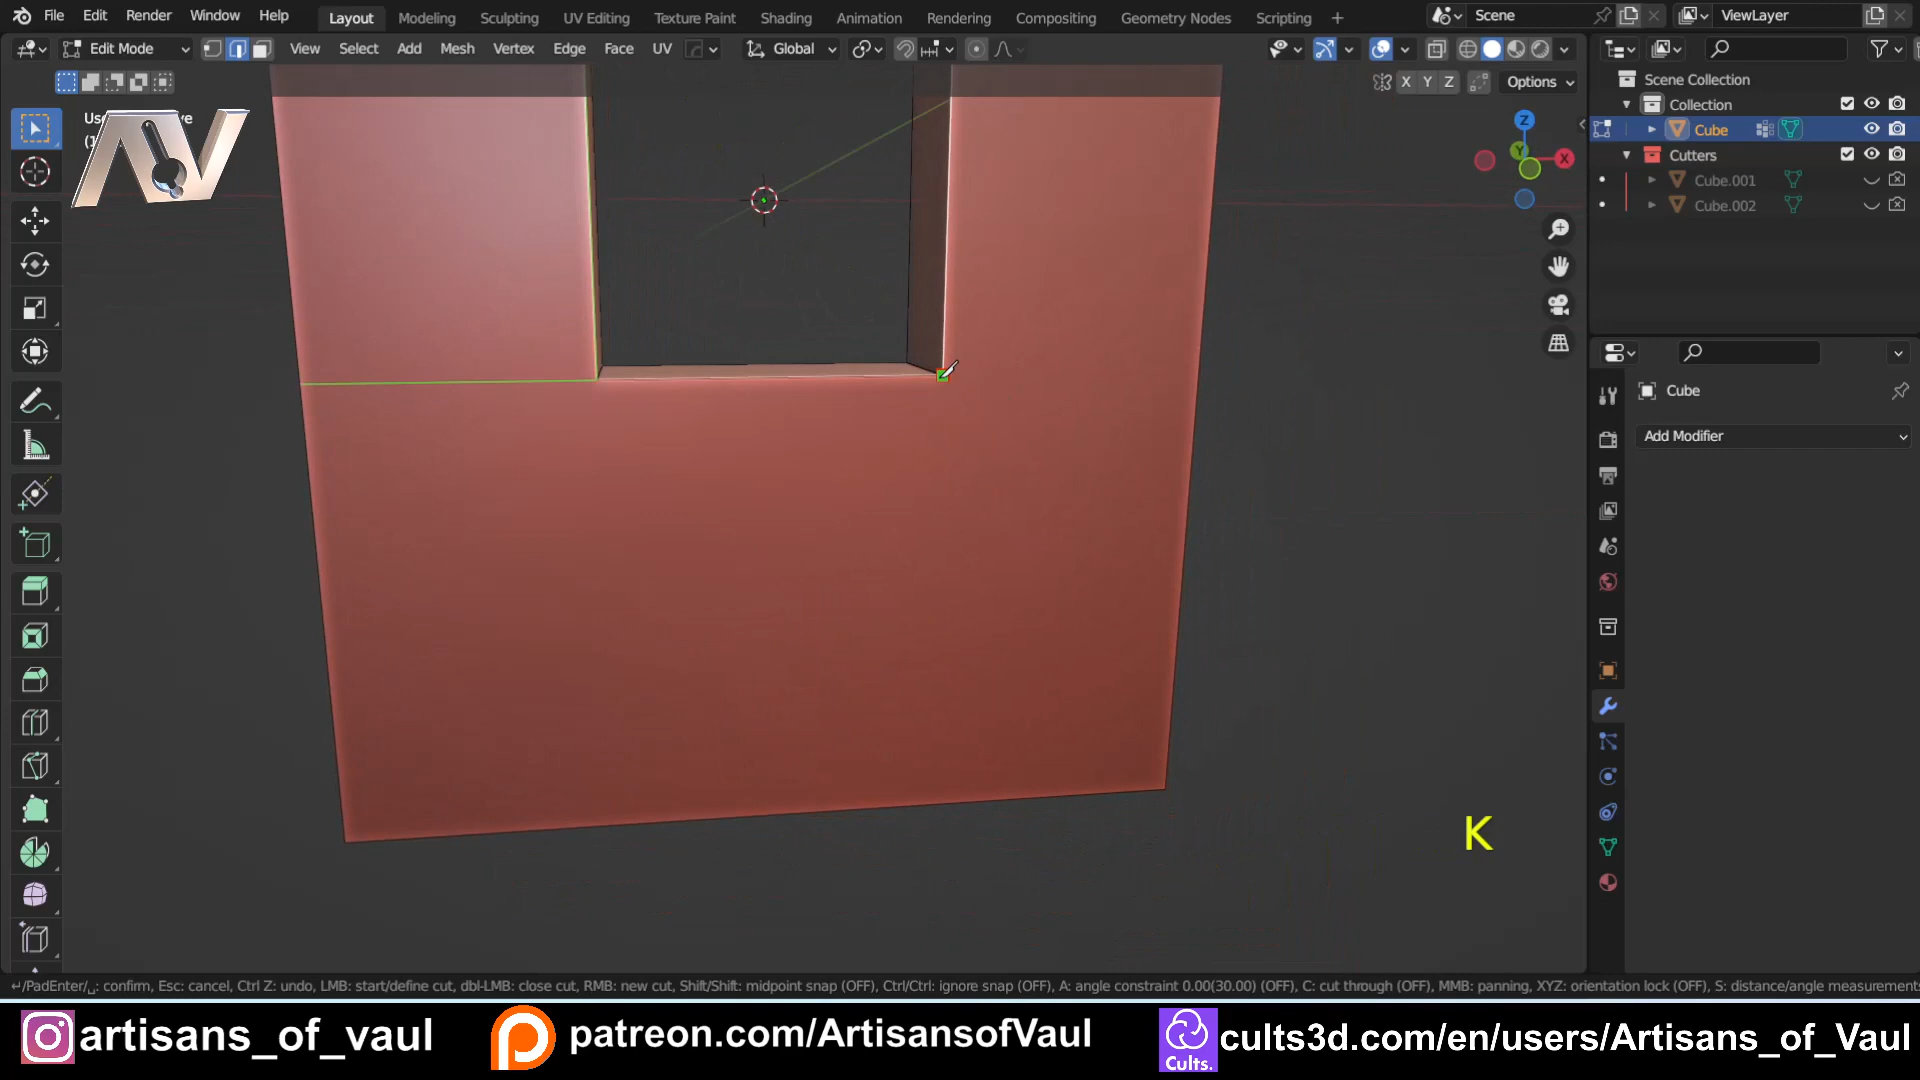 File Edit Render Window Help Layout Modeling Sculpting UV Editing Texture Paint Shading Animation Rendering Compositing Geometry Nodes Scripting + Scene ViewLayer
Edit Mode View Select Add Mesh Vertex Edge Face UV Global
X Y Z Options
Scene Collection
Collection
Cube
Cutters
Cube.001
Cube.002
Z
Y
X
Cube
Add Modifier
AV
K
↵/PadEnter/␣: confirm, Esc: cancel, Ctrl Z: undo, LMB: start/define cut, dbl-LMB: close cut, RMB: new cut, Shift/Shift: midpoint snap (OFF), Ctrl/Ctrl: ignore snap (OFF), A: angle constraint 0.00(30.00) (OFF), C: cut through (OFF), MMB: panning, XYZ: orientation lock (OFF), S: distance/angle measurements
artisans_of_vaul patreon.com/ArtisansofVaul Cults. cults3d.com/en/users/Artisans_of_Vaul